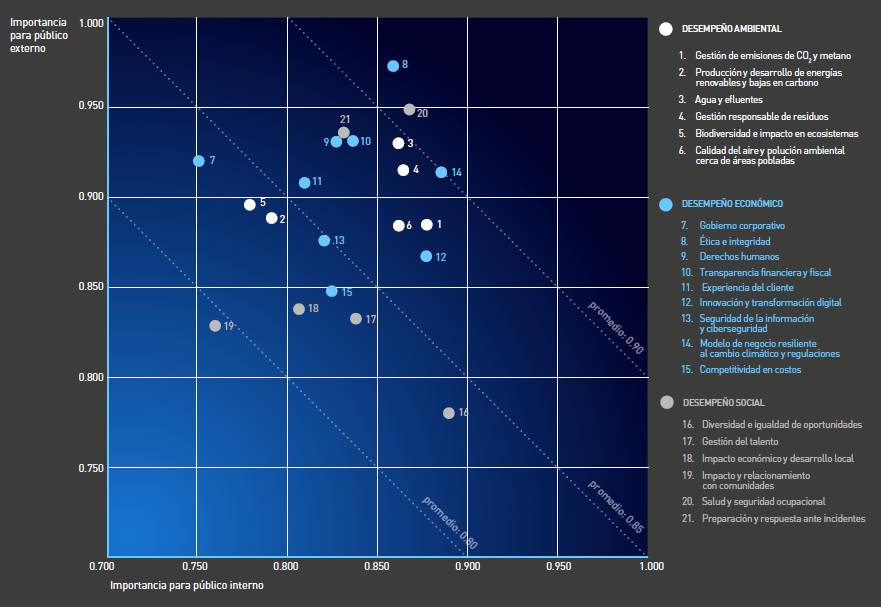 Importancia
para público
externo
1.000
0.950
0.900
0.850
0.800
0.750
0.700
0.750
0.800
0.850
0.900
0.950
1.000
Importancia para público interno
8
20
21
9
10
3
7
4
14
11
5
2
6
1
13
12
15
18
17
19
16
promedio: 0.90
promedio: 0.85
promedio: 0.80
DESEMPEÑO AMBIENTAL
1. Gestión de emisiones de CO2 y metano
2. Producción y desarrollo de energías
renovables y bajas en carbono
3. Agua y efluentes
4. Gestión responsable de residuos
5. Biodiversidad e impacto en ecosistemas
6. Calidad del aire y polución ambiental
cerca de áreas pobladas
DESEMPEÑO ECONÓMICO
7. Gobierno corporativo
8. Ética e integridad
9. Derechos humanos
10. Transparencia financiera y fiscal
11. Experiencia del cliente
12. Innovación y transformación digital
13. Seguridad de la información
y ciberseguridad
14. Modelo de negocio resiliente
al cambio climático y regulaciones
15. Competitividad en costos
DESEMPEÑO SOCIAL
16. Diversidad e igualdad de oportunidades
17. Gestión del talento
18. Impacto económico y desarrollo local
19. Impacto y relacionamiento
con comunidades
20. Salud y seguridad ocupacional
21. Preparación y respuesta ante incidentes